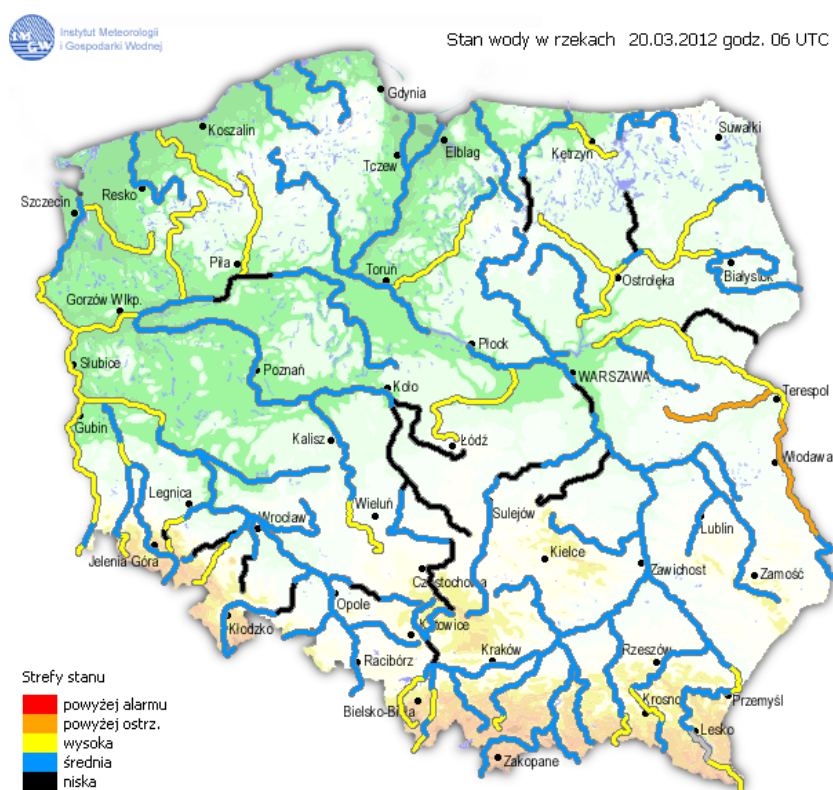 Instytut Meteorologii
i Gospodarki Wodnej
Stan wody w rzekach 20.03.2012 godz. 06 UTC
Gdynia
Koszalin
Suwałki
Elbląg
Kętrzyn
Tczew
Resko
Szczecin
Piła
Toruń
Ostrołęka
Białystok
Gorzów Wlkp.
Płock
Słubice
Poznań
WARSZAWA
Koło
Terespol
Gubin
Kalisz
Łódź
Włodawa
Legnica
Wieluń
Sulejów
Wrocław
Lublin
Jelenia Góra
Kielce
Częstochowa
Zawichost
Zamość
Opole
Kłodzko
Katowice
Racibórz
Kraków
Rzeszów
Strefy stanu
Bielsko-Biała
Krosno
Przemyśl
Lesko
Zakopane
powyżej alarmu
powyżej ostrz.
wysoka
średnia
niska